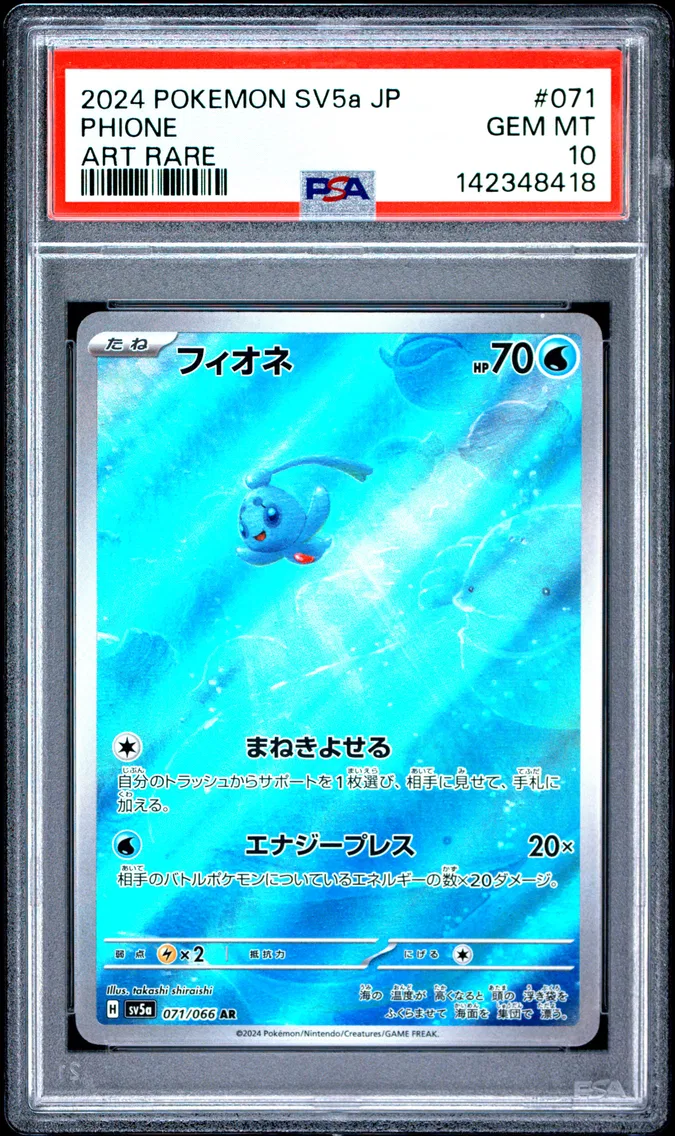 2024 POKEMON SV5a JP #071
PHIONE GEM MT
ART RARE 10
PSA 142348418
たね フィオネ HP70
まねきよせる
自分のトラッシュからサポートを1枚選び、相手に見せて、手札に
加える。
エナジープレス 20×
相手のバトルポケモンについているエネルギーの数×20ダメージ。
弱点 ×2 抵抗力 にげる
Illus. takashi shiraishi
海の 温度が 高くなると 頭の 浮き袋を
ふくらませて 海面を 集団で 漂う。
H sv5a 071/066 AR
©2024 Pokémon/Nintendo/Creatures/GAME FREAK.